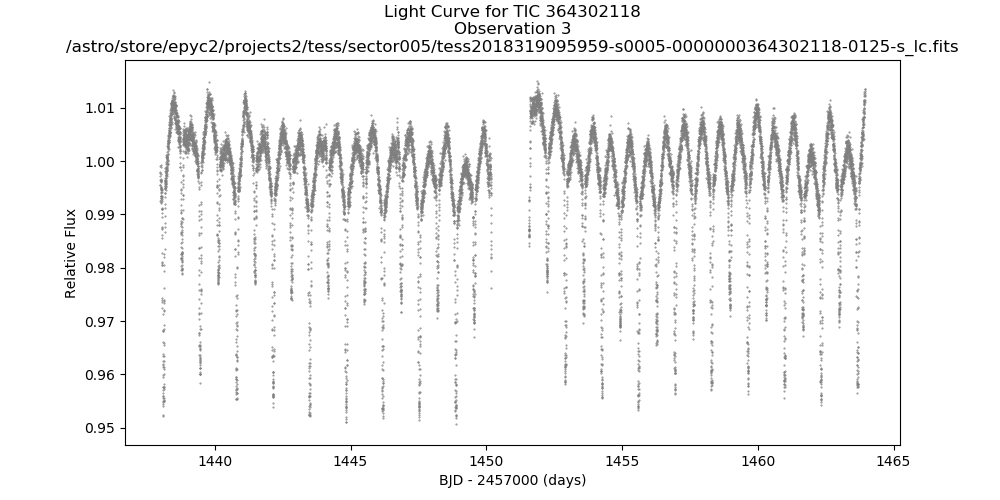 Light Curve for TIC 364302118
Observation 3
/astro/store/epyc2/projects2/tess/sector005/tess2018319095959-s0005-0000000364302118-0125-s_lc.fits
1.01
1.00
0.99
0.98
0.97
0.96
0.95
Relative Flux
1440
1445
1450
1455
1460
1465
BJD - 2457000 (days)